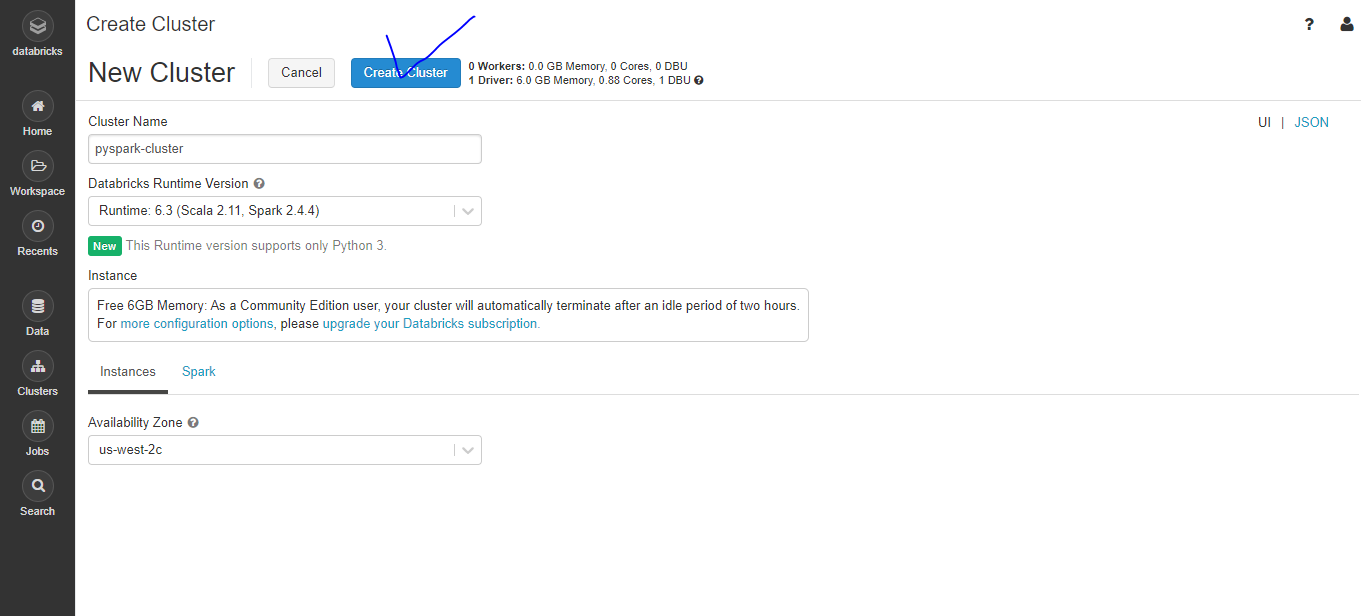 databricks
Home
Workspace
Recents
Data
Clusters
Jobs
Search
Create Cluster
?
New Cluster
Cancel
Create Cluster
0 Workers: 0.0 GB Memory, 0 Cores, 0 DBU
1 Driver: 6.0 GB Memory, 0.88 Cores, 1 DBU ?
Cluster Name
UI | JSON
pyspark-cluster
Databricks Runtime Version ?
Runtime: 6.3 (Scala 2.11, Spark 2.4.4)
New This Runtime version supports only Python 3.
Instance
Free 6GB Memory: As a Community Edition user, your cluster will automatically terminate after an idle period of two hours.
For more configuration options, please upgrade your Databricks subscription.
Instances Spark
Availability Zone ?
us-west-2c